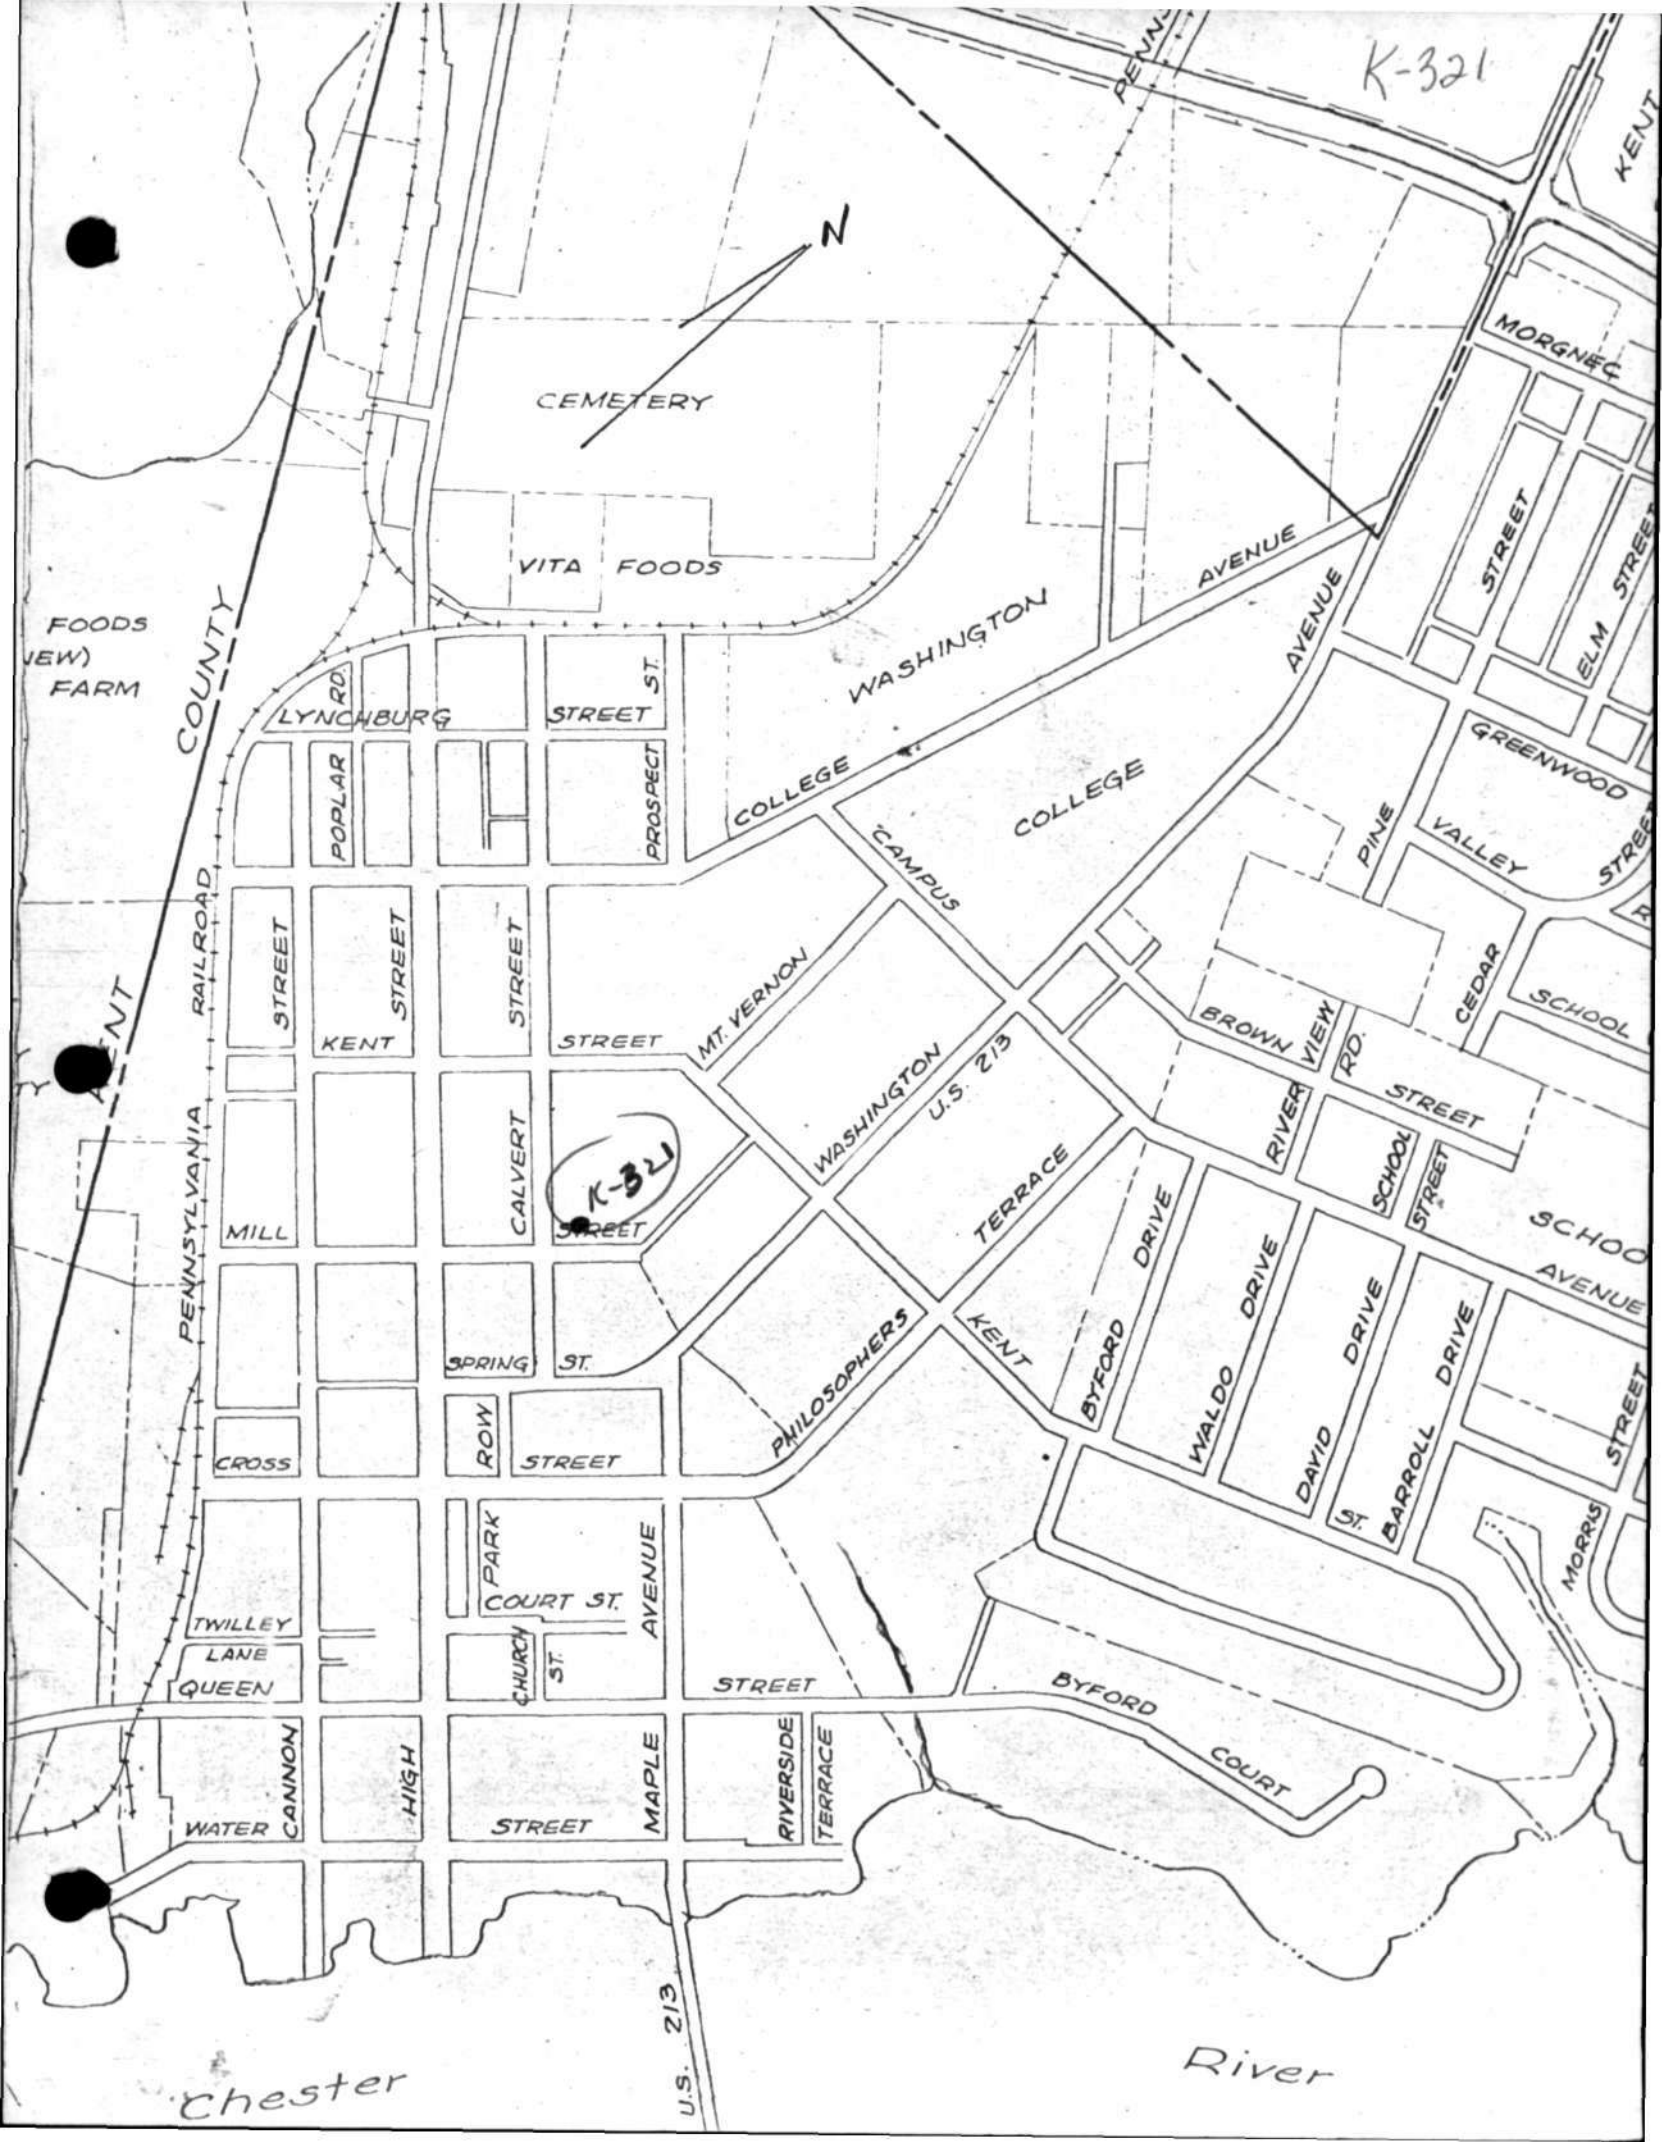 K-321
PENNS
KENT
N
MORGNEC
CEMETERY
VITA FOODS
AVENUE
STREET
STREET
ELM
FOODS
FARM
COUNTY
WASHINGTON
AVENUE
RD.
ST.
LYNCHBURG
STREET
GREENWOOD
POPLAR
PROSPECT
COLLEGE
COLLEGE
PINE
VALLEY
STREET
CAMPUS
RAILROAD
STREET
STREET
STREET
MT. VERNON
CEDAR
SCHOOL
KENT
KENT
STREET
BROWN
VIEW
RD.
WASHINGTON
U.S. 213
RIVER
STREET
PENNSYLVANIA
CALVERT
K-321
TERRACE
SCHOOL
STREET
DRIVE
MILL
STREET
DRIVE
DRIVE
SCHOO
AVENUE
SPRING
ST.
PHILOSOPHERS
KENT
BYFORD
WALDO
DRIVE
STREET
CROSS
ROW
STREET
DAVID
ST.
BARROLL
MORRIS
PARK
COURT ST.
AVENUE
TWILLEY
LANE
QUEEN
CHURCH
ST.
STREET
BYFORD
COURT
WATER
CANNON
HIGH
STREET
MAPLE
RIVERSIDE
TERRACE
U.S. 213
Chester
River